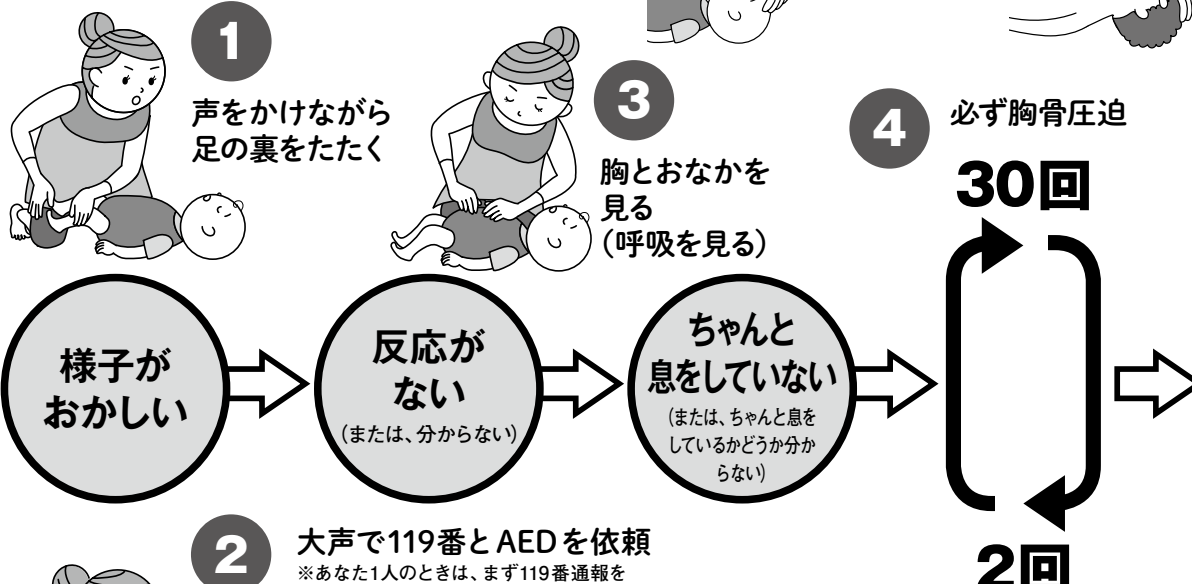 1
声をかけながら
足の裏をたたく
3
胸とおなかを
見る
(呼吸を見る)
4
必ず胸骨圧迫
30回
様子が
おかしい
反応が
ない
(または、分からない)
ちゃんと
息をしていない
(または、ちゃんと息を
しているかどうか分か
らない)
2
大声で119番とAEDを依頼
※あなた1人のときは、まず119番通報を
2回